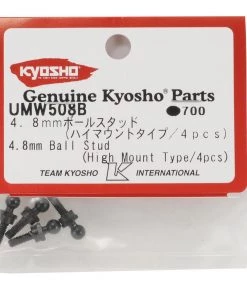 KYOSHO
Genuine Kyosho Parts
UMW508B ●700
4.8mmボールスタッド
(ハイマウントタイプ/4pcs)
4.8mm Ball Stud
(High Mount Type/4pcs)
TEAM KYOSHO K INTERNATIONAL